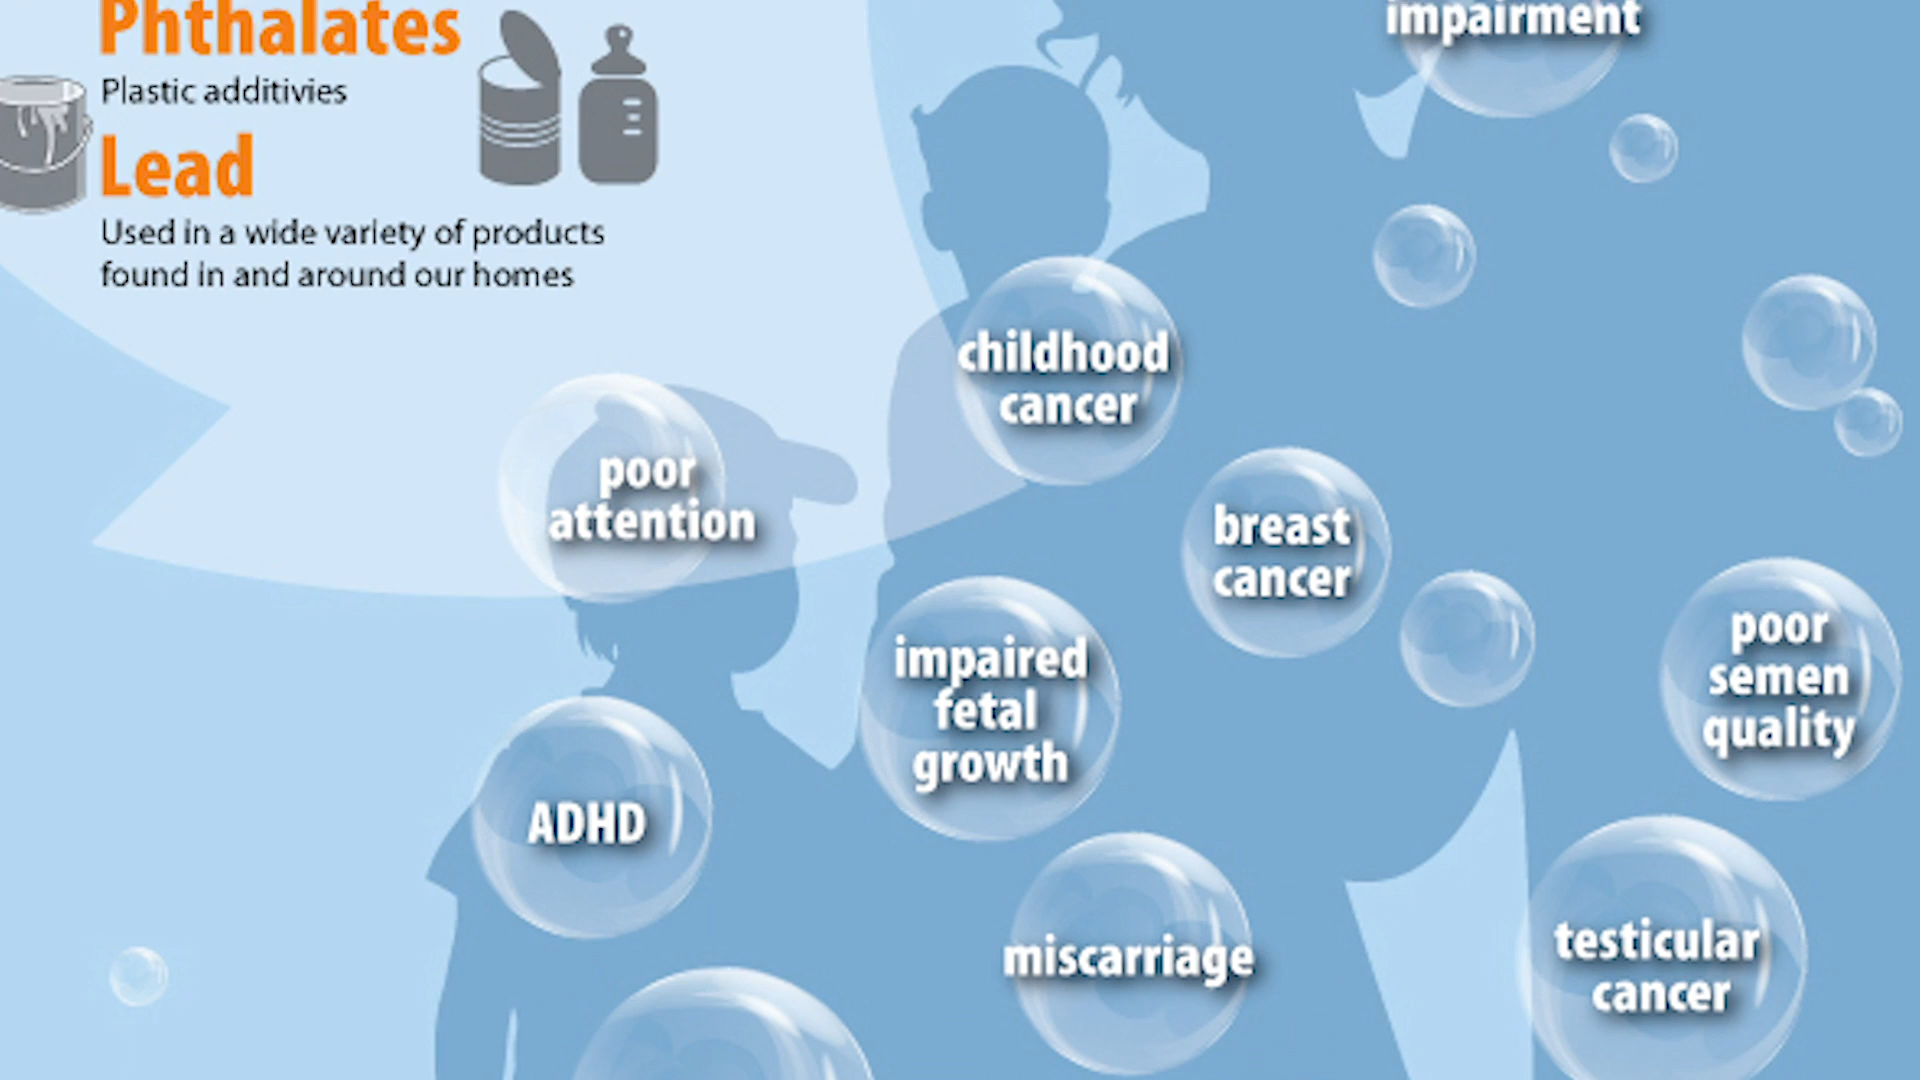 Phthalates
Plastic additivies
Lead
Used in a wide variety of products
found in and around our homes
impairment
childhood
cancer
poor
attention
breast
cancer
impaired
fetal
growth
poor
semen
quality
ADHD
miscarriage
testicular
cancer